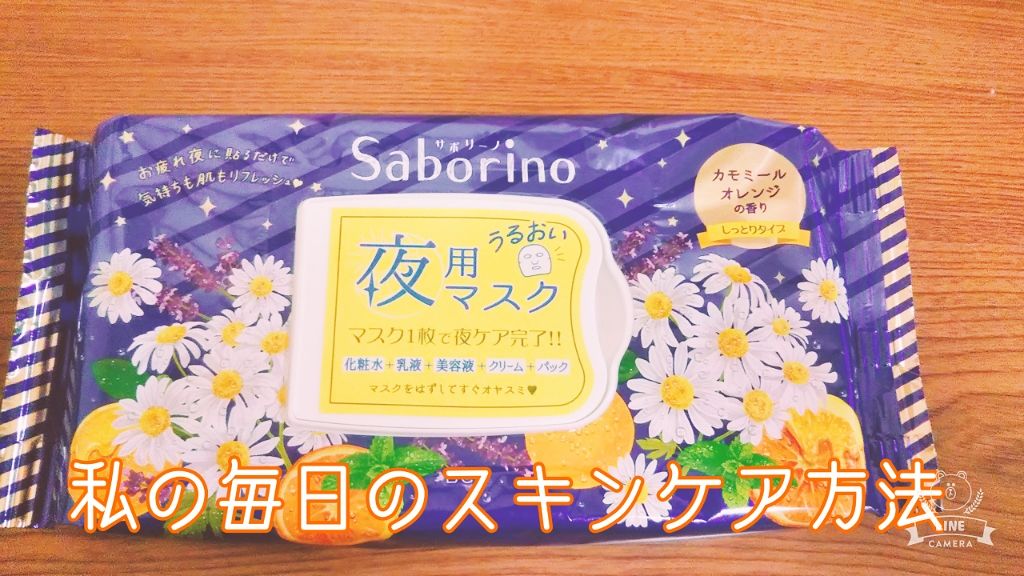 お疲れ夜に貼るだけで
気持ちも肌もリフレッシュ♥
サボリーノ
Saborino
カモミール
オレンジ
の香り
しっとりタイプ
うるおい
夜用
マスク
マスク1枚で夜ケア完了!!
化粧水+乳液+美容液+クリーム+パック
マスクをはずしてすぐオヤスミ♥
私の毎日のスキンケア方法
LINE
CAMERA